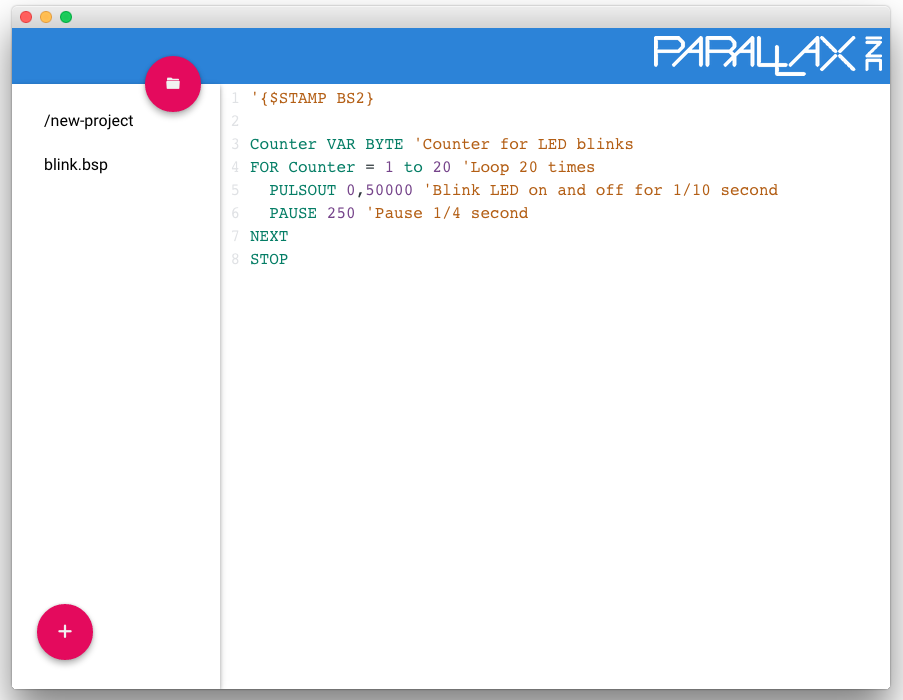 PARALLAX INC
/new-project
blink.bsp
1 '{$STAMP BS2}
2
3 Counter VAR BYTE 'Counter for LED blinks
4 FOR Counter = 1 to 20 'Loop 20 times
5   PULSOUT 0,50000 'Blink LED on and off for 1/10 second
6   PAUSE 250 'Pause 1/4 second
7 NEXT
8 STOP